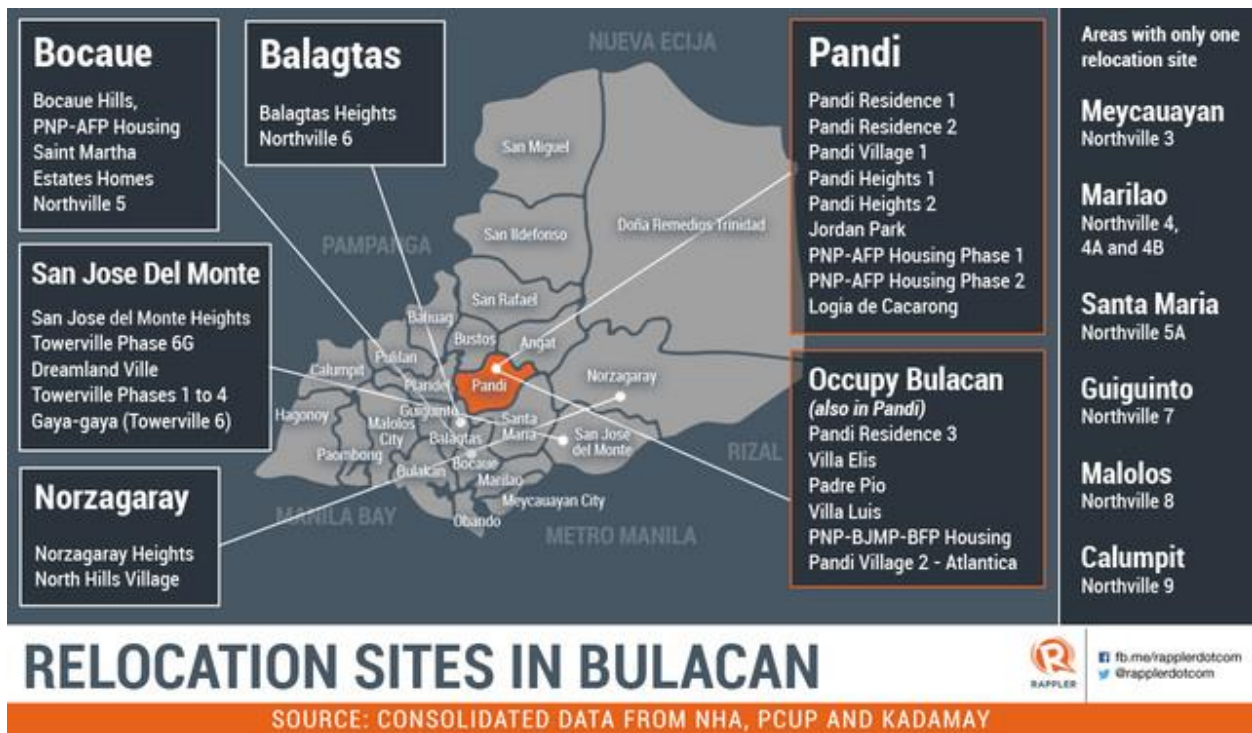 Bocaue
Bocaue Hills,
PNP-AFP Housing
Saint Martha
Estates Homes
Northville 5
Balagtas
Balagtas Heights
Northville 6
San Jose Del Monte
San Jose del Monte Heights
Towerville Phase 6G
Dreamland Ville
Towerville Phases 1 to 4
Gaya-gaya (Towerville 6)
Norzagaray
Norzagaray Heights
North Hills Village
NUEVA ECIJA
PAMPANGA
MANILA BAY
METRO MANILA
RIZAL
San Miguel
San Ildefonso
Doña Remedios Trinidad
San Rafael
Baliuag
Bustos
Angat
Pulilan
Calumpit
Plaridel
Pandi
Norzagaray
Hagonoy
Guiguinto
Malolos
City
Santa
Maria
Balagtas
San Jose
del Monte
Paombong
Bulakan
Bocaue
Marilao
Meycauayan City
Obando
Pandi
Pandi Residence 1
Pandi Residence 2
Pandi Village 1
Pandi Heights 1
Pandi Heights 2
Jordan Park
PNP-AFP Housing Phase 1
PNP-AFP Housing Phase 2
Logia de Cacarong
Occupy Bulacan
(also in Pandi)
Pandi Residence 3
Villa Elis
Padre Pio
Villa Luis
PNP-BJMP-BFP Housing
Pandi Village 2 - Atlantica
Areas with only one
relocation site
Meycauayan
Northville 3
Marilao
Northville 4,
4A and 4B
Santa Maria
Northville 5A
Guiguinto
Northville 7
Malolos
Northville 8
Calumpit
Northville 9
RELOCATION SITES IN BULACAN
RAPPLER
fb.me/rapplerdotcom
@rapplerdotcom
SOURCE: CONSOLIDATED DATA FROM NHA, PCUP AND KADAMAY